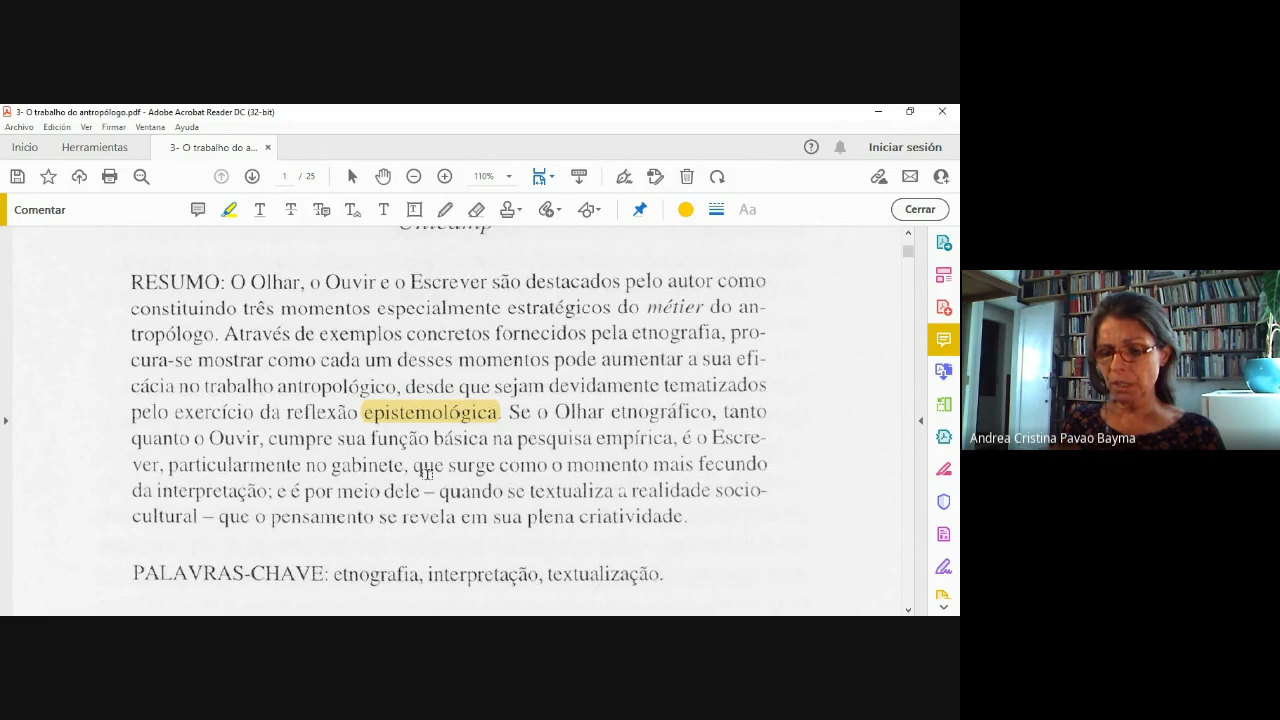 3- O trabalho do antropólogo.pdf - Adobe Acrobat Reader DC (32-bit)
Archivo Edición Ver Firmar Ventana Ayuda
Inicio Herramientas 3- O trabalho do a... Iniciar sesión
1 / 25 110%
Comentar Aa Cerrar
Unicamp
RESUMO: O Olhar, o Ouvir e o Escrever são destacados pelo autor como
constituindo três momentos especialmente estratégicos do métier do an-
tropólogo. Através de exemplos concretos fornecidos pela etnografia, pro-
cura-se mostrar como cada um desses momentos pode aumentar a sua efi-
cácia no trabalho antropológico, desde que sejam devidamente tematizados
pelo exercício da reflexão epistemológica. Se o Olhar etnográfico, tanto
quanto o Ouvir, cumpre sua função básica na pesquisa empírica, é o Escre-
ver, particularmente no gabinete, que surge como o momento mais fecundo
da interpretação; e é por meio dele – quando se textualiza a realidade socio-
cultural – que o pensamento se revela em sua plena criatividade.
PALAVRAS-CHAVE: etnografia, interpretação, textualização.
Andrea Cristina Pavao Bayma